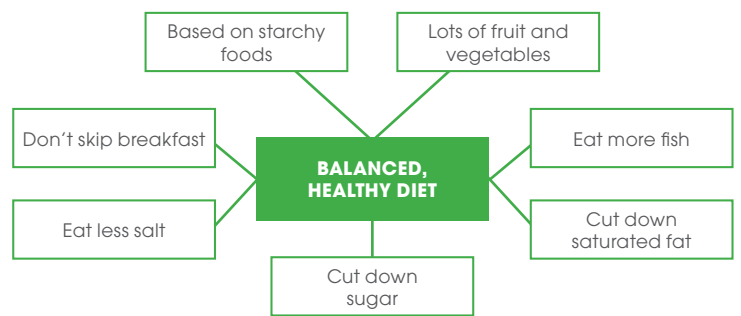 Based on starchy
foods
Lots of fruit and
vegetables
Don't skip breakfast
BALANCED,
HEALTHY DIET
Eat more fish
Eat less salt
Cut down
saturated fat
Cut down
sugar